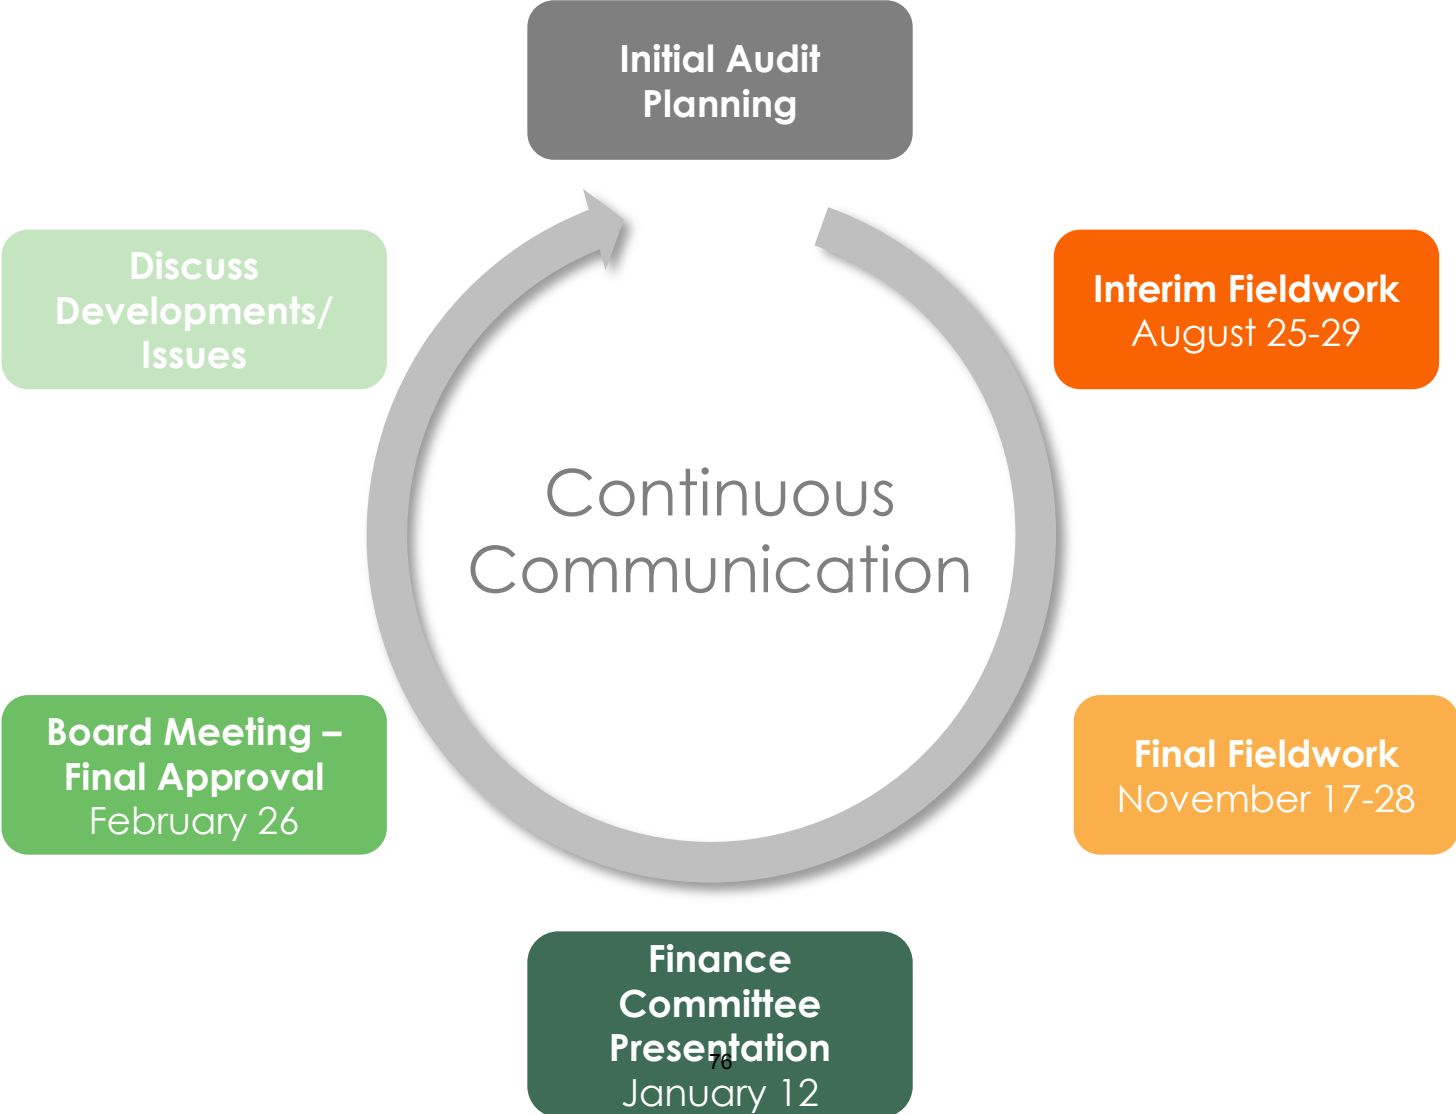 Initial Audit
Planning
Interim Fieldwork
August 25-29
Final Fieldwork
November 17-28
Finance
Committee
Presentation
76
January 12
Board Meeting –
Final Approval
February 26
Discuss
Developments/
Issues
Continuous
Communication